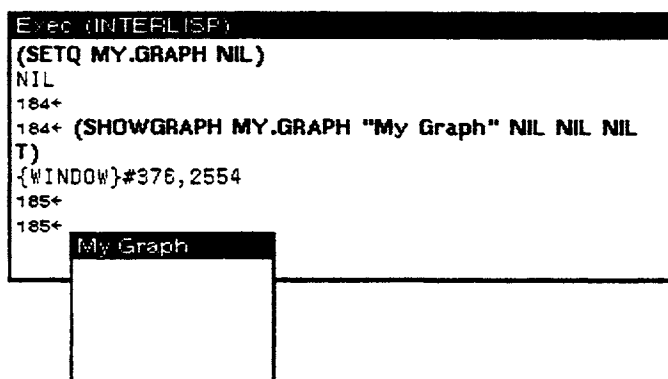 Exec (INTERLISP)
(SETQ MY.GRAPH NIL)
NIL
184←
184← (SHOWGRAPH MY.GRAPH "My Graph" NIL NIL NIL
T)
{WINDOW}#376,2554
185←
185←
My Graph